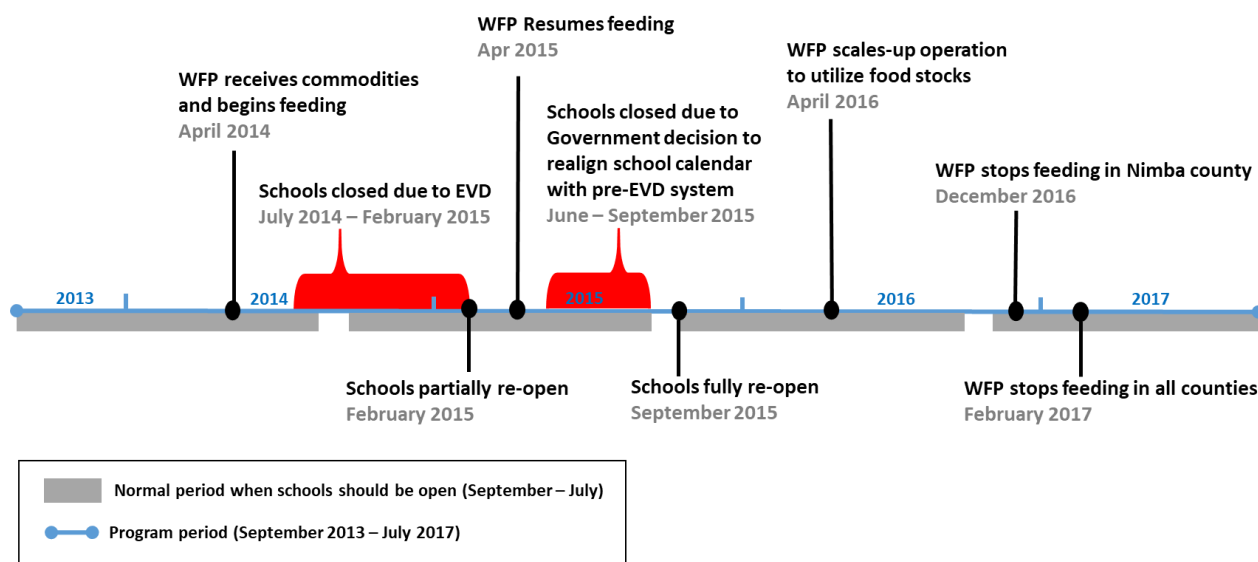 WFP Resumes feeding
Apr 2015
WFP scales-up operation
to utilize food stocks
April 2016
WFP receives commodities
and begins feeding
April 2014
Schools closed due to
Government decision to
realign school calendar
with pre-EVD system
June – September 2015
WFP stops feeding in Nimba county
December 2016
Schools closed due to EVD
July 2014 – February 2015
2013
2014
2015
2016
2017
Schools partially re-open
February 2015
Schools fully re-open
September 2015
WFP stops feeding in all counties
February 2017
Normal period when schools should be open (September – July)
Program period (September 2013 – July 2017)